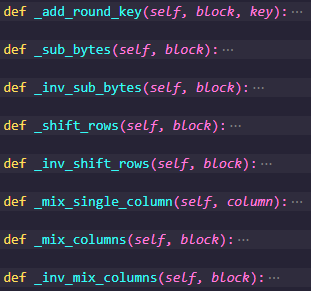 def _add_round_key(self, block, key):···
def _sub_bytes(self, block):···
def _inv_sub_bytes(self, block):···
def _shift_rows(self, block):···
def _inv_shift_rows(self, block):···
def _mix_single_column(self, column):···
def _mix_columns(self, block):···
def _inv_mix_columns(self, block):···